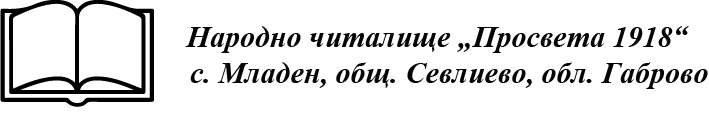 Народно читалище „Просвета 1918“
с. Младен, общ. Севлиево, обл. Габрово